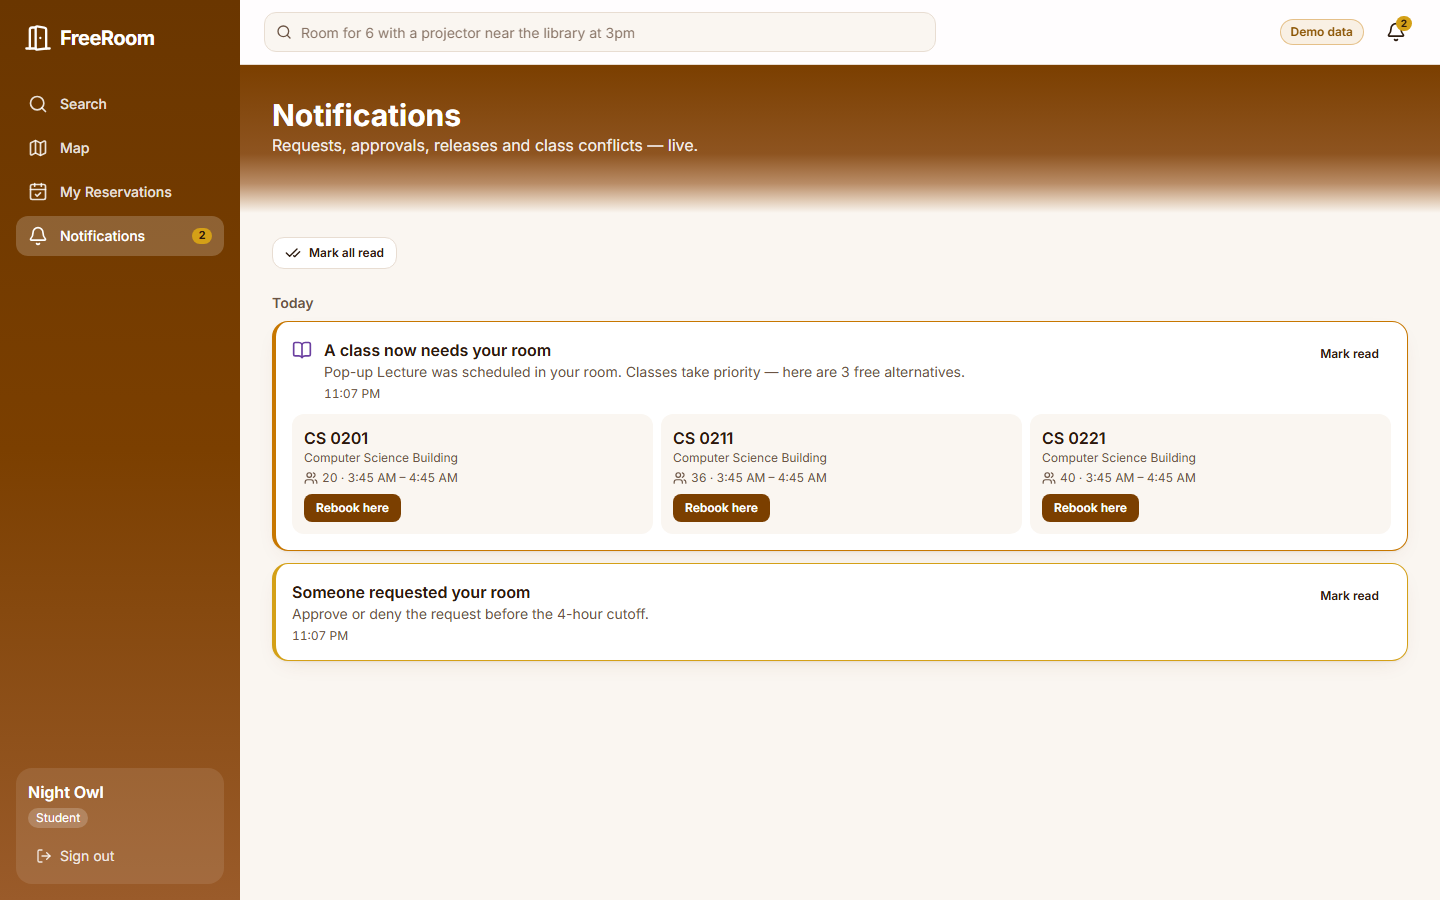 FreeRoom
Search
Map
My Reservations
Notifications
2
Night Owl
Student
Sign out
Room for 6 with a projector near the library at 3pm
Demo data
2
Notifications
Requests, approvals, releases and class conflicts — live.
Mark all read
Today
A class now needs your room
Mark read
Pop-up Lecture was scheduled in your room. Classes take priority — here are 3 free alternatives.
11:07 PM
CS 0201
Computer Science Building
20 · 3:45 AM – 4:45 AM
Rebook here
CS 0211
Computer Science Building
36 · 3:45 AM – 4:45 AM
Rebook here
CS 0221
Computer Science Building
40 · 3:45 AM – 4:45 AM
Rebook here
Someone requested your room
Mark read
Approve or deny the request before the 4-hour cutoff.
11:07 PM